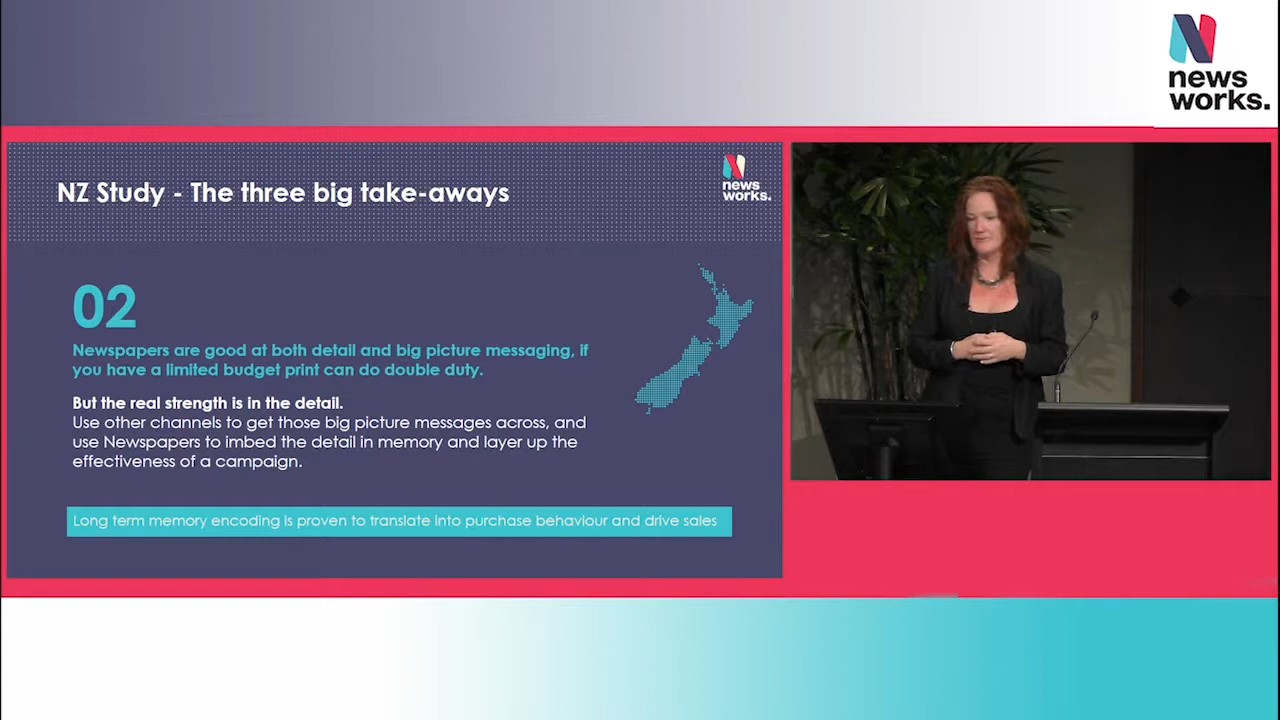 news
works.
NZ Study - The three big take-aways
news
works.
02
Newspapers are good at both detail and big picture messaging, if
you have a limited budget print can do double duty.
But the real strength is in the detail.
Use other channels to get those big picture messages across, and
use Newspapers to imbed the detail in memory and layer up the
effectiveness of a campaign.
Long term memory encoding is proven to translate into purchase behaviour and drive sales